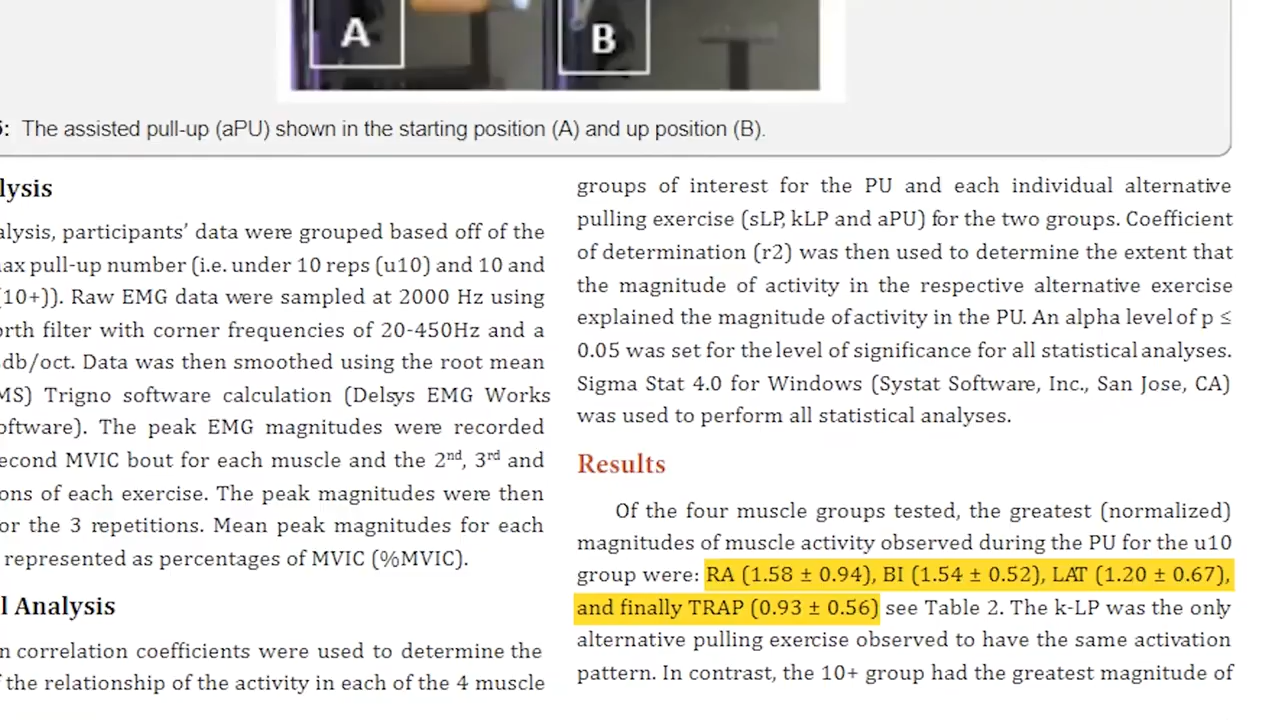 A
B
: The assisted pull-up (aPU) shown in the starting position (A) and up position (B).
lysis
alysis, participants’ data were grouped based off of the
ax pull-up number (i.e. under 10 reps (u10) and 10 and
(10+)). Raw EMG data were sampled at 2000 Hz using
orth filter with corner frequencies of 20-450Hz and a
db/oct. Data was then smoothed using the root mean
MS) Trigno software calculation (Delsys EMG Works
oftware). The peak EMG magnitudes were recorded
econd MVIC bout for each muscle and the 2nd, 3rd and
ons of each exercise. The peak magnitudes were then
or the 3 repetitions. Mean peak magnitudes for each
represented as percentages of MVIC (%MVIC).
l Analysis
n correlation coefficients were used to determine the
f the relationship of the activity in each of the 4 muscle
groups of interest for the PU and each individual alternative
pulling exercise (sLP, kLP and aPU) for the two groups. Coefficient
of determination (r2) was then used to determine the extent that
the magnitude of activity in the respective alternative exercise
explained the magnitude of activity in the PU. An alpha level of p ≤
0.05 was set for the level of significance for all statistical analyses.
Sigma Stat 4.0 for Windows (Systat Software, Inc., San Jose, CA)
was used to perform all statistical analyses.
Results
Of the four muscle groups tested, the greatest (normalized)
magnitudes of muscle activity observed during the PU for the u10
group were: RA (1.58 ± 0.94), BI (1.54 ± 0.52), LAT (1.20 ± 0.67),
and finally TRAP (0.93 ± 0.56) see Table 2. The k-LP was the only
alternative pulling exercise observed to have the same activation
pattern. In contrast, the 10+ group had the greatest magnitude of